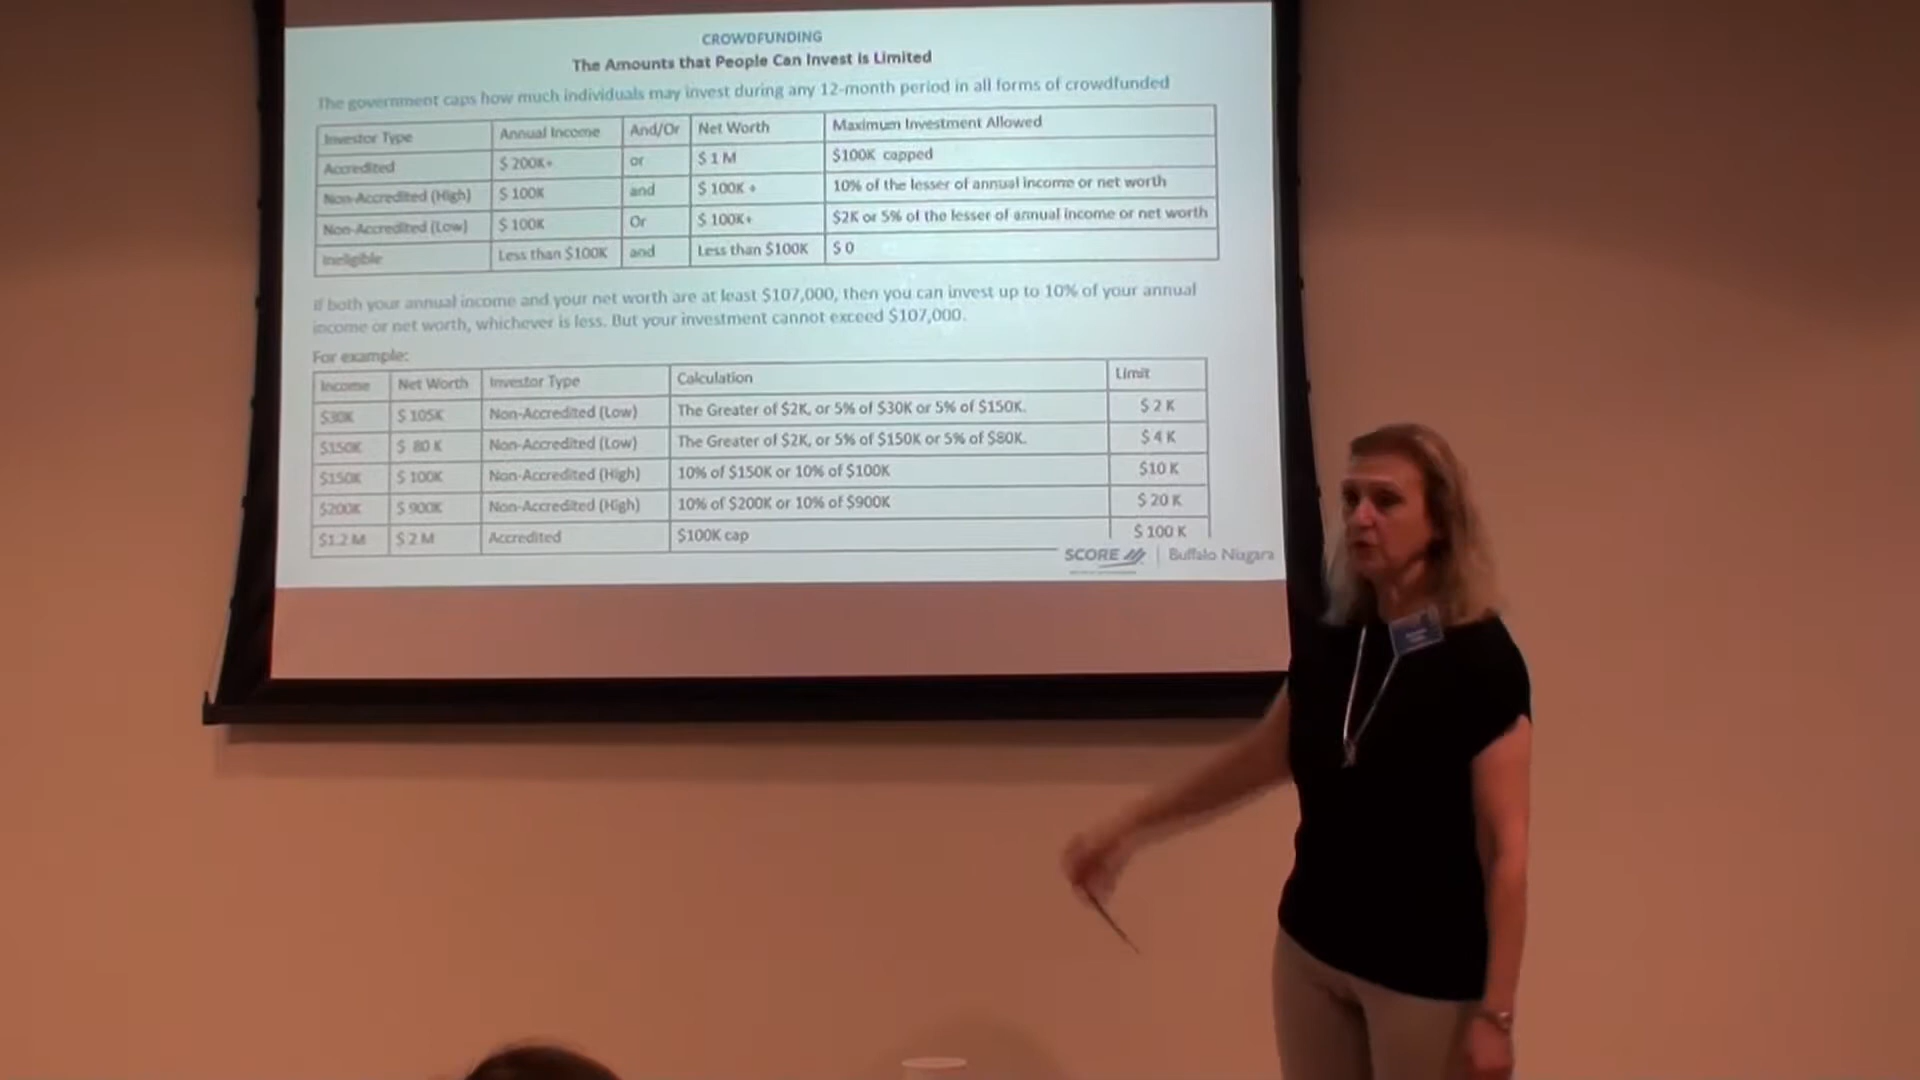 CROWDFUNDING
The Amounts that People Can Invest Is Limited
The government caps how much individuals may invest during any 12-month period in all forms of crowdfunded
Investor Type Annual Income And/Or Net Worth Maximum Investment Allowed
Accredited $ 200K+ or $ 1 M $100K capped
Non-Accredited (High) $ 100K and $ 100K + 10% of the lesser of annual income or net worth
Non-Accredited (Low) $ 100K Or $ 100K+ $2K or 5% of the lesser of annual income or net worth
Ineligible Less than $100K and Less than $100K $ 0
If both your annual income and your net worth are at least $107,000, then you can invest up to 10% of your annual
income or net worth, whichever is less. But your investment cannot exceed $107,000.
For example:
Income Net Worth Investor Type Calculation Limit
$30K $ 105K Non-Accredited (Low) The Greater of $2K, or 5% of $30K or 5% of $150K. $ 2 K
$150K $ 80 K Non-Accredited (Low) The Greater of $2K, or 5% of $150K or 5% of $80K. $ 4 K
$150K $ 100K Non-Accredited (High) 10% of $150K or 10% of $100K $10 K
$200K $ 900K Non-Accredited (High) 10% of $200K or 10% of $900K $ 20 K
$1.2 M $ 2 M Accredited $100K cap $ 100 K
SCORE | Buffalo Niagara